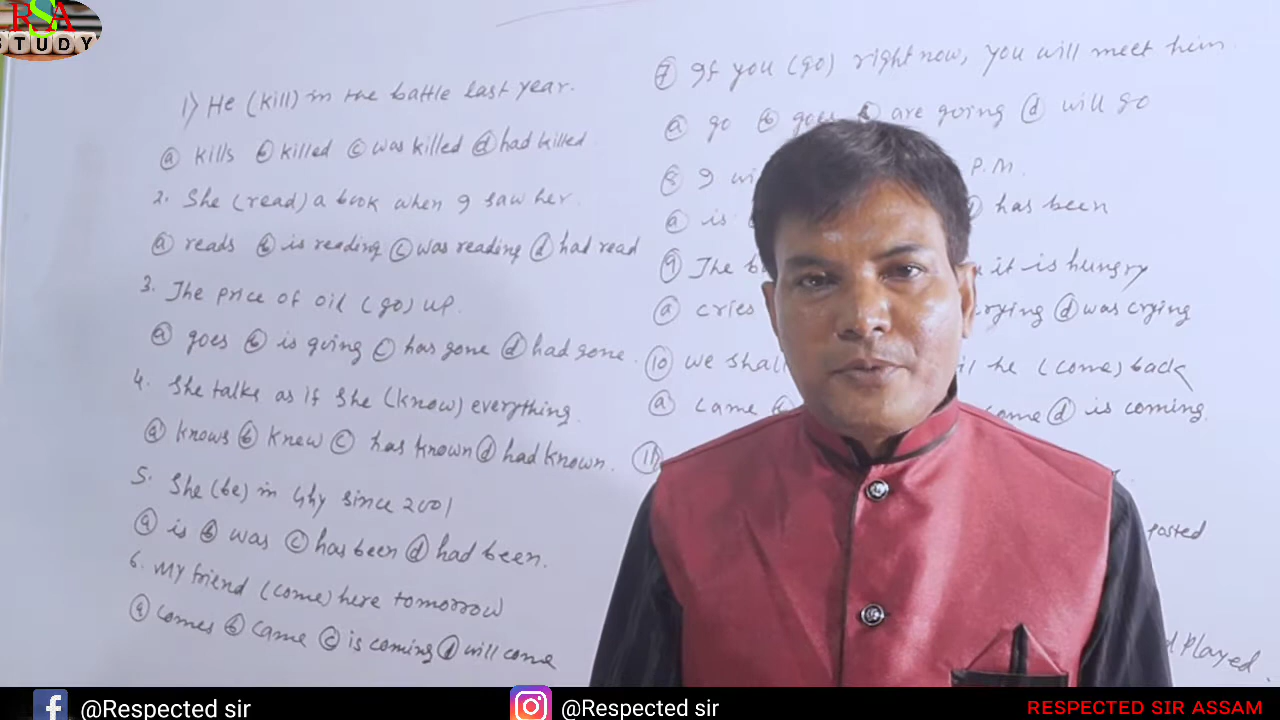 RSA
STUDY
1) He (kill) in the battle last year.
ⓐ kills ⓑ killed ⓒ was killed ⓓ had killed
2. She (read) a book when I saw her.
ⓐ reads ⓑ is reading ⓒ was reading ⓓ had read
3. The price of oil (go) up.
ⓐ goes ⓑ is going ⓒ has gone ⓓ had gone.
4. She talks as if she (know) everything.
ⓐ knows ⓑ knew ⓒ has known ⓓ had known.
5. She (be) in Ghy since 2001
ⓐ is ⓑ was ⓒ has been ⓓ had been.
6. My friend (come) here tomorrow
ⓐ comes ⓑ came ⓒ is coming ⓓ will come
⑦ If you (go) right now, you will meet him.
ⓐ go ⓑ goes ⓒ are going ⓓ will go
⑧ I P.M.
ⓐ is ⓓ has been
⑨ The it is hungry
ⓐ cries crying ⓓ was crying
⑩ we shall he (come) back
ⓐ came come ⓓ is coming.
⑪
posted
Played.
@Respected sir
@Respected sir
RESPECTED SIR ASSAM